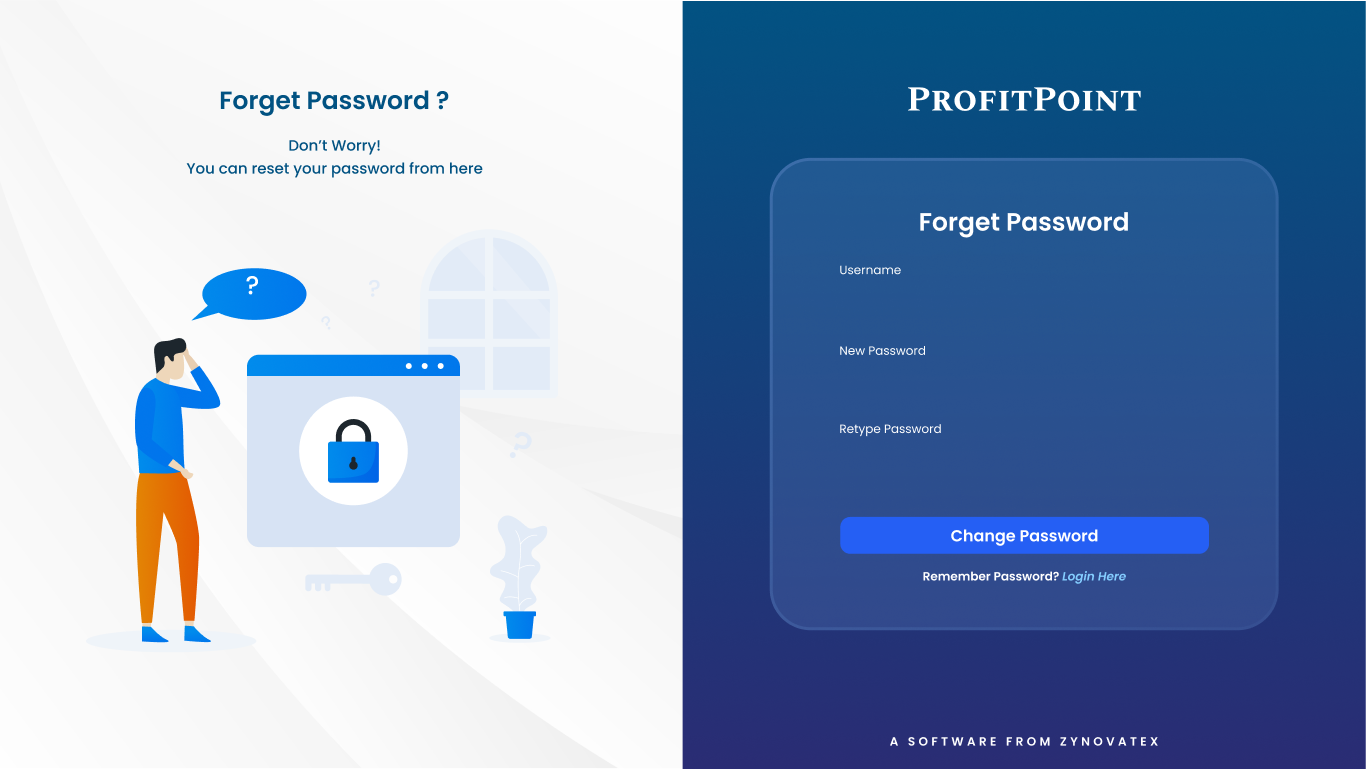 Forget Password ?
Don’t Worry!
You can reset your password from here
?
?
?
?
PROFITPOINT
Forget Password
Username
New Password
Retype Password
Change Password
Remember Password? Login Here
A SOFTWARE FROM ZYNOVATEX